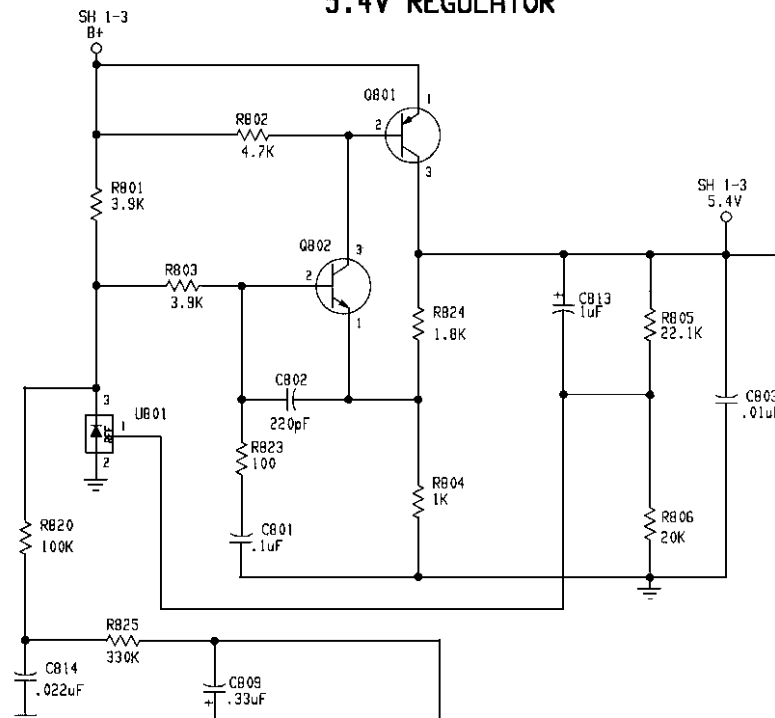 5.4V REGULATOR
SH 1-3
B+
Q801
1
R802
2
4.7K
3
R801
3.9K
SH 1-3
5.4V
Q802
3
R803
2
3.9K
1
C813
+
1uF
R824
1.8K
R805
22.1K
C802
220pF
C803
.01uF
3
U801
REF
1
2
R823
100
R804
1K
R820
100K
C801
.1uF
R806
20K
R825
330K
C814
.022uF
C809
+
.33uF